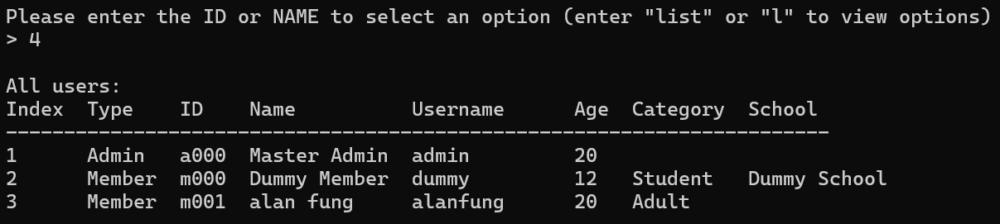 Please enter the ID or NAME to select an option (enter "list" or "l" to view options)
> 4
All users:
Index  Type    ID    Name           Username      Age  Category  School
-----------------------------------------------------------------------
1      Admin   a000  Master Admin  admin         20
2      Member  m000  Dummy Member  dummy         12   Student   Dummy School
3      Member  m001  alan fung     alanfung      20   Adult